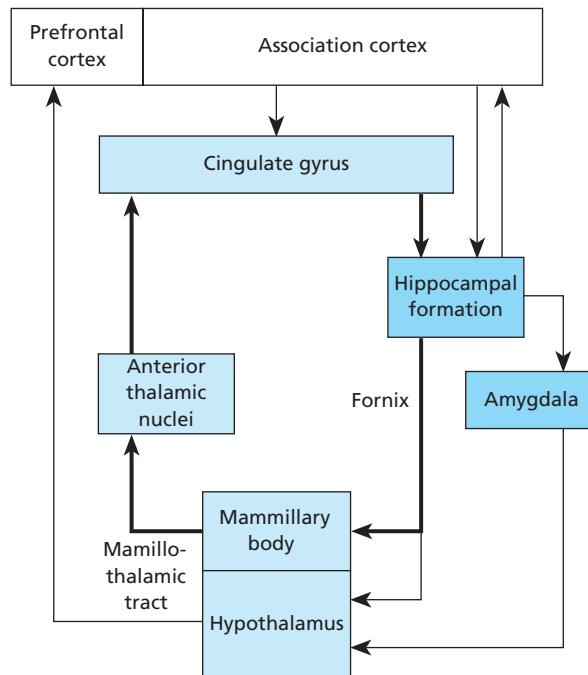 Prefrontal
cortex
Association cortex
Cingulate gyrus
Hippocampal
formation
Anterior
thalamic
nuclei
Fornix
Amygdala
Mammillary
body
Mamillo-
thalamic
tract
Hypothalamus